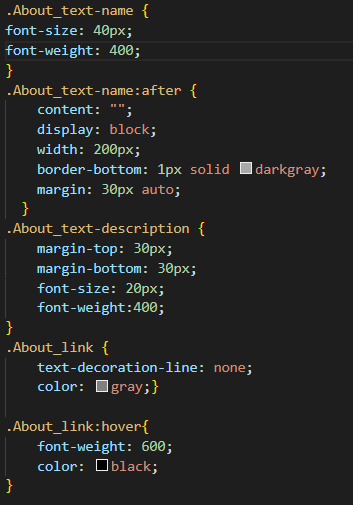 .About_text-name {
font-size: 40px;
font-weight: 400;
}
.About_text-name:after {
    content: "";
    display: block;
    width: 200px;
    border-bottom: 1px solid darkgray;
    margin: 30px auto;
  }
.About_text-description {
    margin-top: 30px;
    margin-bottom: 30px;
    font-size: 20px;
    font-weight:400;
}
.About_link {
    text-decoration-line: none;
    color: gray;}

.About_link:hover{
    font-weight: 600;
    color: black;
}